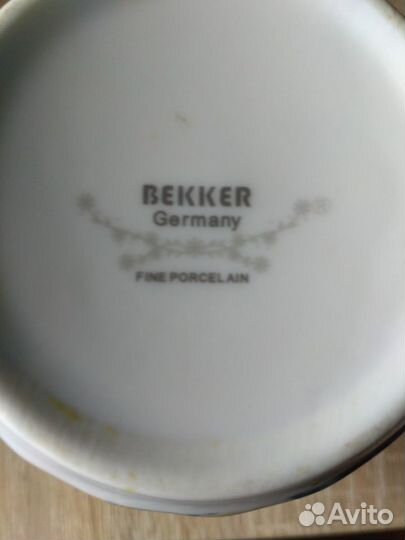 BEKKER
Germany
®
FINE PORCELAIN
Avito